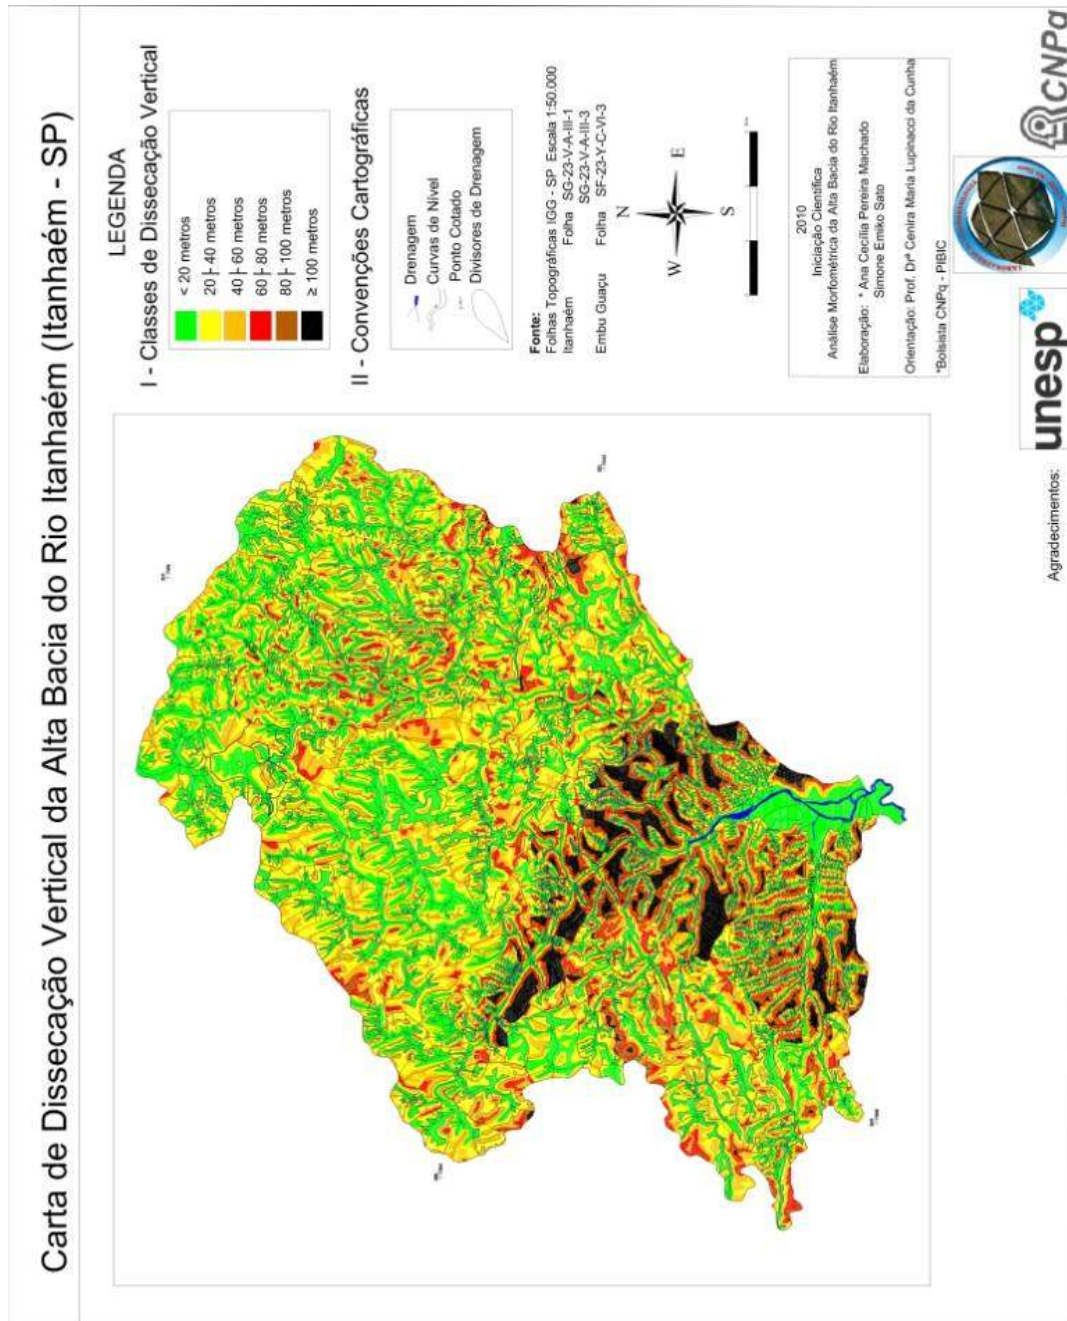 Carta de Dissecação Vertical da Alta Bacia do Rio Itanhaém (Itanhaém - SP)
LEGENDA
I - Classes de Dissecação Vertical
< 20 metros
20 ┠ 40 metros
40 ┠ 60 metros
60 ┠ 80 metros
80 ┠ 100 metros
≥ 100 metros
II - Convenções Cartográficas
Drenagem
Curvas de Nível
Ponto Cotado
Divisores de Drenagem
Fonte:
Folhas Topográficas IGG - SP Escala 1:50.000
Itanhaém Folha SG-23-V-A-III-1
SG-23-V-A-III-3
Embu Guaçu Folha SF-23-Y-C-VI-3
N
W E
S
2010
Iniciação Científica
Análise Morfométrica da Alta Bacia do Rio Itanhaém
Elaboração: * Ana Cecília Pereira Machado
Simone Emiko Sato
Orientação: Prof. Drª Cenira Maria Lupinacci da Cunha
*Bolsista CNPq - PIBIC
Agradecimentos:
unesp
CNPq